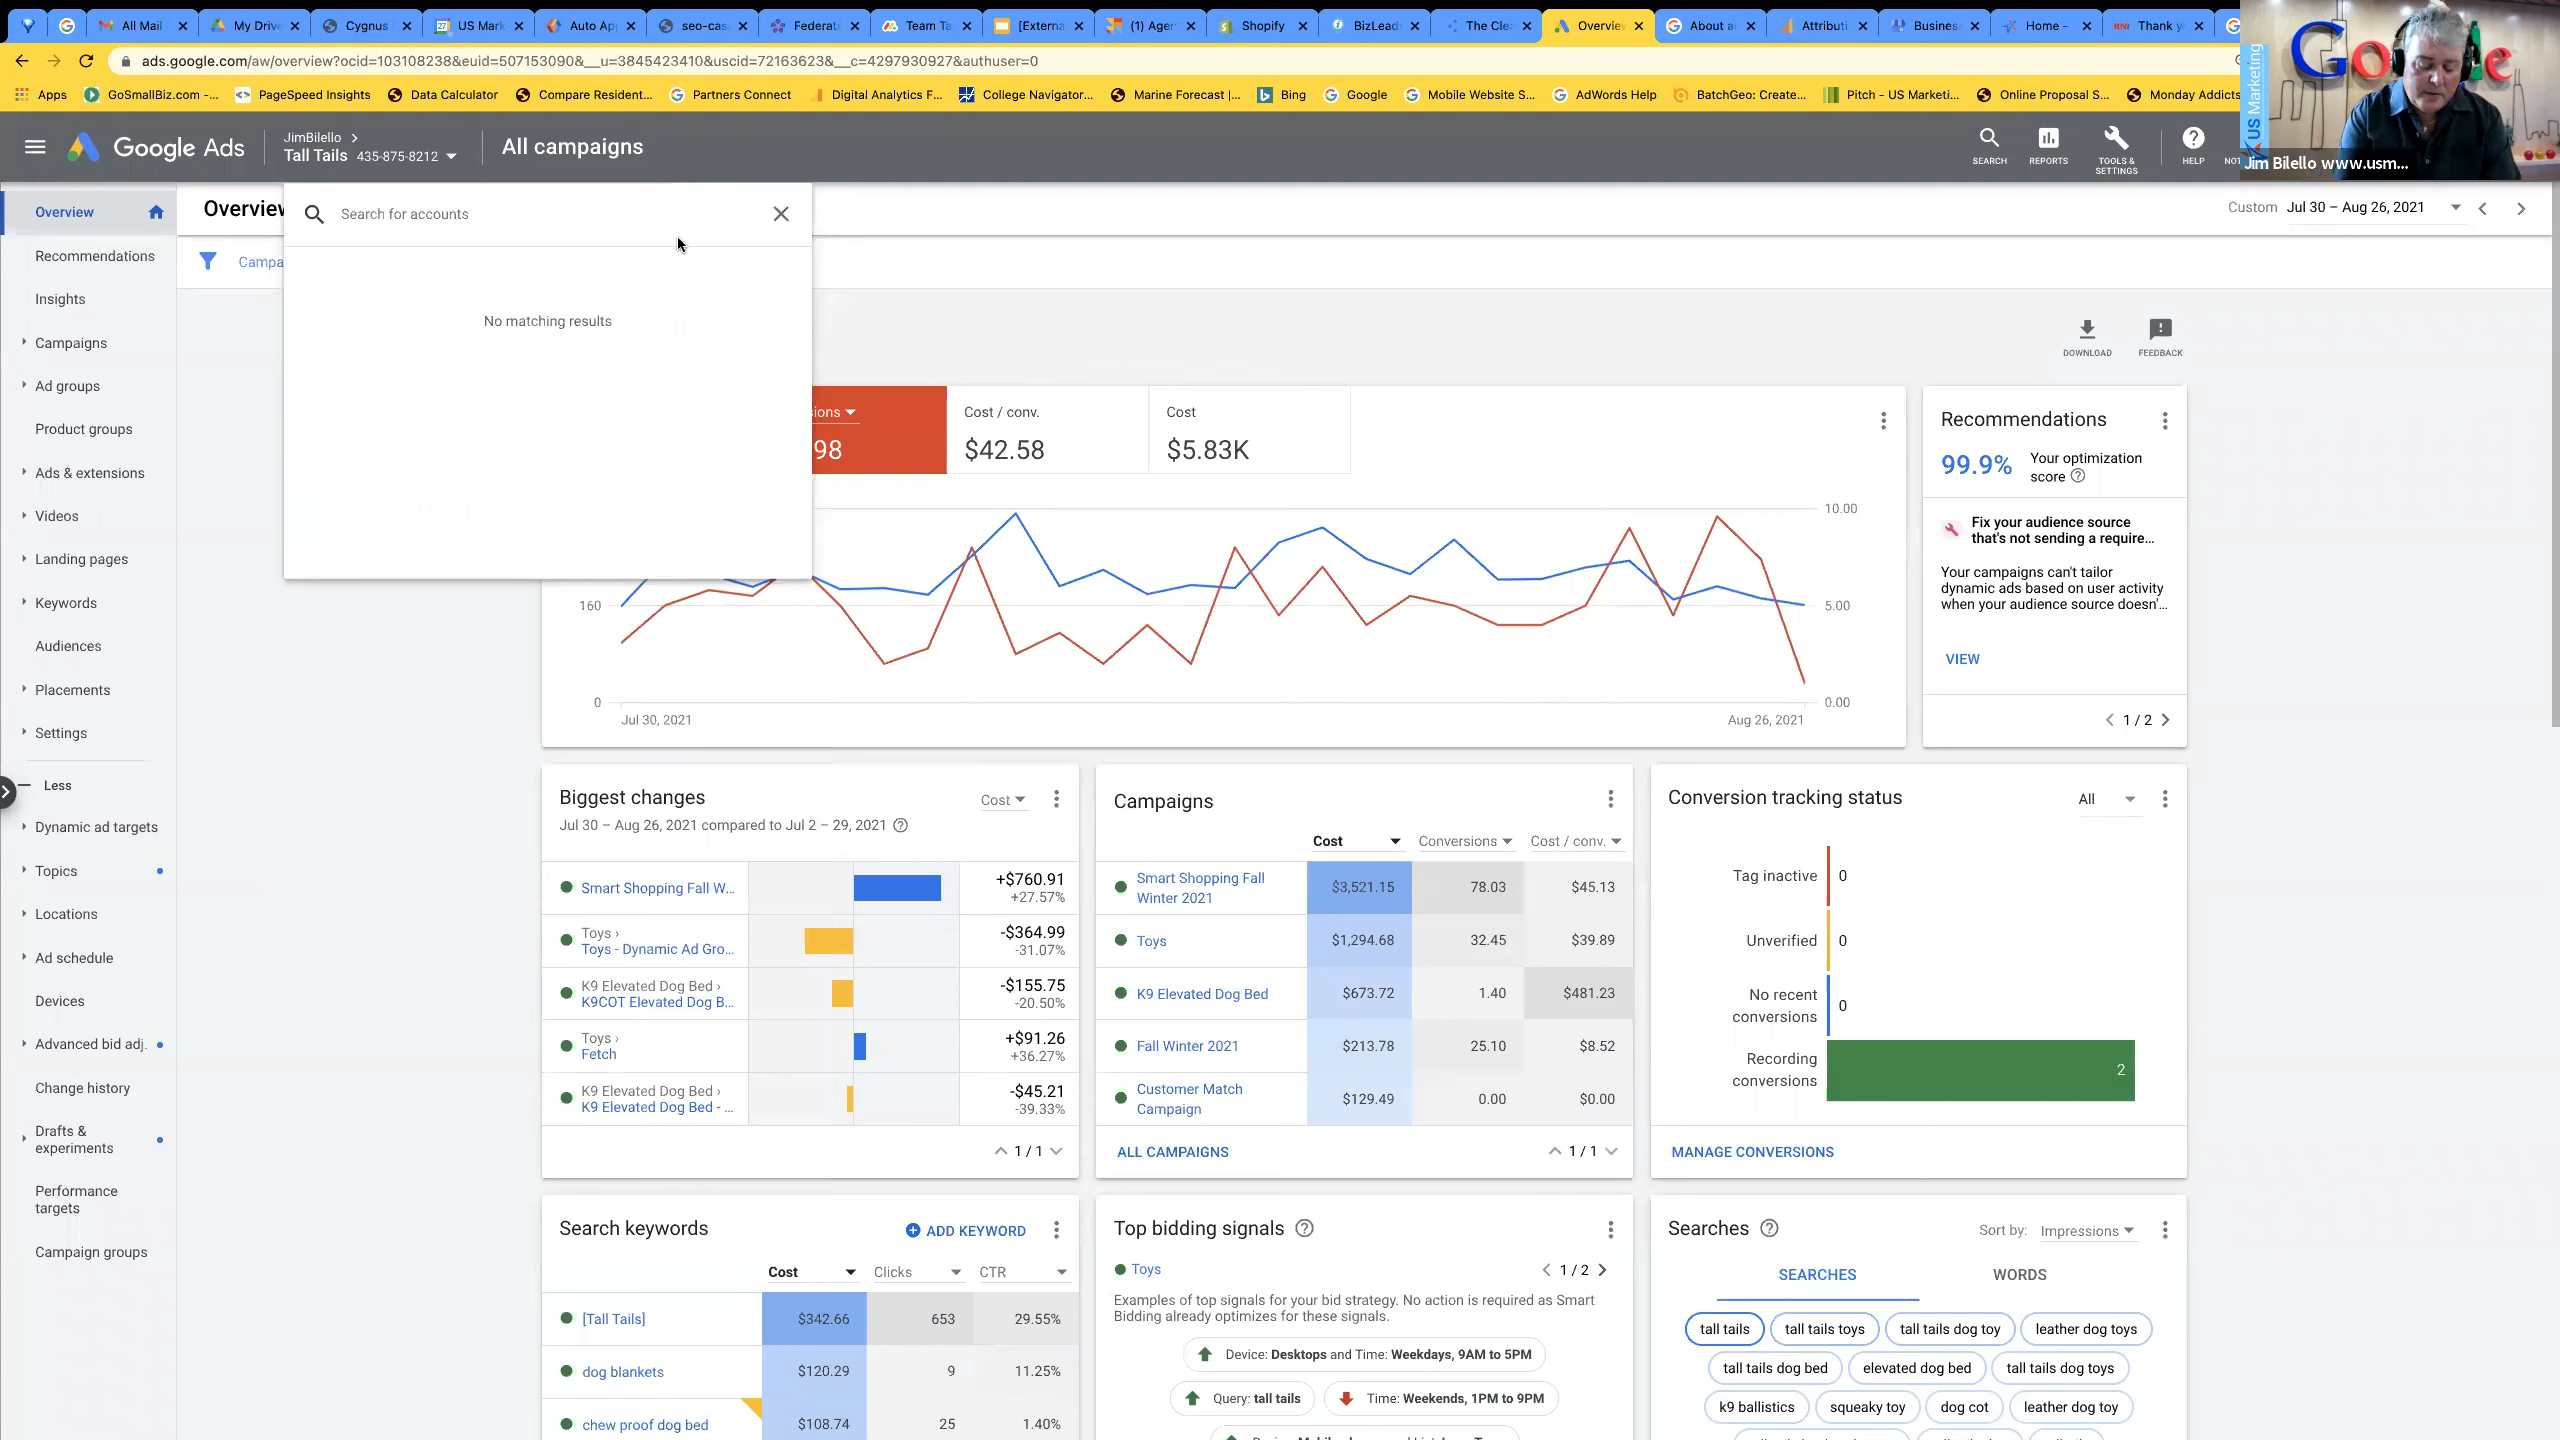 All Mail
My Drive
Cygnus
US Mark
Auto Ap
seo-cas
Federat
Team Ta
[Externa
(1) Ager
Shopify
BizLead
The Cle
Overvie
About a
Attributi
Busines
Home -
Thank y
ads.google.com/aw/overview?ocid=103108238&euid=507153090&__u=3845423410&uscid=72163623&__c=4297930927&authuser=0
Apps
GoSmallBiz.com -...
PageSpeed Insights
Data Calculator
Compare Resident...
Partners Connect
Digital Analytics F...
College Navigator...
Marine Forecast |...
Bing
Google
Mobile Website S...
AdWords Help
BatchGeo: Create...
Pitch - US Marketi...
Online Proposal S...
Monday Addicts
US Marketing
Jim Bilello www.usm...
Google Ads
JimBilello
Tall Tails 435-875-8212
All campaigns
SEARCH
REPORTS
TOOLS &
SETTINGS
HELP
NOT
Overview
Recommendations
Insights
Campaigns
Ad groups
Product groups
Ads & extensions
Videos
Landing pages
Keywords
Audiences
Placements
Settings
Less
Dynamic ad targets
Topics
Locations
Ad schedule
Devices
Advanced bid adj.
Change history
Drafts &
experiments
Performance
targets
Campaign groups
Overview
Search for accounts
Custom Jul 30 – Aug 26, 2021
Campa
No matching results
DOWNLOAD
FEEDBACK
ions
98
Cost / conv.
$42.58
Cost
$5.83K
160
0
10.00
5.00
0.00
Jul 30, 2021
Aug 26, 2021
Recommendations
99.9%
Your optimization
score
Fix your audience source
that's not sending a require...
Your campaigns can't tailor
dynamic ads based on user activity
when your audience source doesn'...
VIEW
1 / 2
Biggest changes
Cost
Jul 30 – Aug 26, 2021 compared to Jul 2 – 29, 2021
Smart Shopping Fall W...
+$760.91
+27.57%
Toys ›
Toys - Dynamic Ad Gro...
-$364.99
-31.07%
K9 Elevated Dog Bed ›
K9COT Elevated Dog B...
-$155.75
-20.50%
Toys ›
Fetch
+$91.26
+36.27%
K9 Elevated Dog Bed ›
K9 Elevated Dog Bed - ...
-$45.21
-39.33%
1 / 1
Campaigns
Cost Conversions Cost / conv.
Smart Shopping Fall
Winter 2021
$3,521.15 78.03 $45.13
Toys $1,294.68 32.45 $39.89
K9 Elevated Dog Bed $673.72 1.40 $481.23
Fall Winter 2021 $213.78 25.10 $8.52
Customer Match
Campaign
$129.49 0.00 $0.00
ALL CAMPAIGNS
1 / 1
Conversion tracking status
All
Tag inactive 0
Unverified 0
No recent
conversions
0
Recording
conversions
2
MANAGE CONVERSIONS
Search keywords
ADD KEYWORD
Cost Clicks CTR
[Tall Tails] $342.66 653 29.55%
dog blankets $120.29 9 11.25%
chew proof dog bed $108.74 25 1.40%
Top bidding signals
Toys
1 / 2
Examples of top signals for your bid strategy. No action is required as Smart
Bidding already optimizes for these signals.
Device: Desktops and Time: Weekdays, 9AM to 5PM
Query: tall tails
Time: Weekends, 1PM to 9PM
Searches
Sort by: Impressions
SEARCHES
WORDS
tall tails
tall tails toys
tall tails dog toy
leather dog toys
tall tails dog bed
elevated dog bed
tall tails dog toys
k9 ballistics
squeaky toy
dog cot
leather dog toy